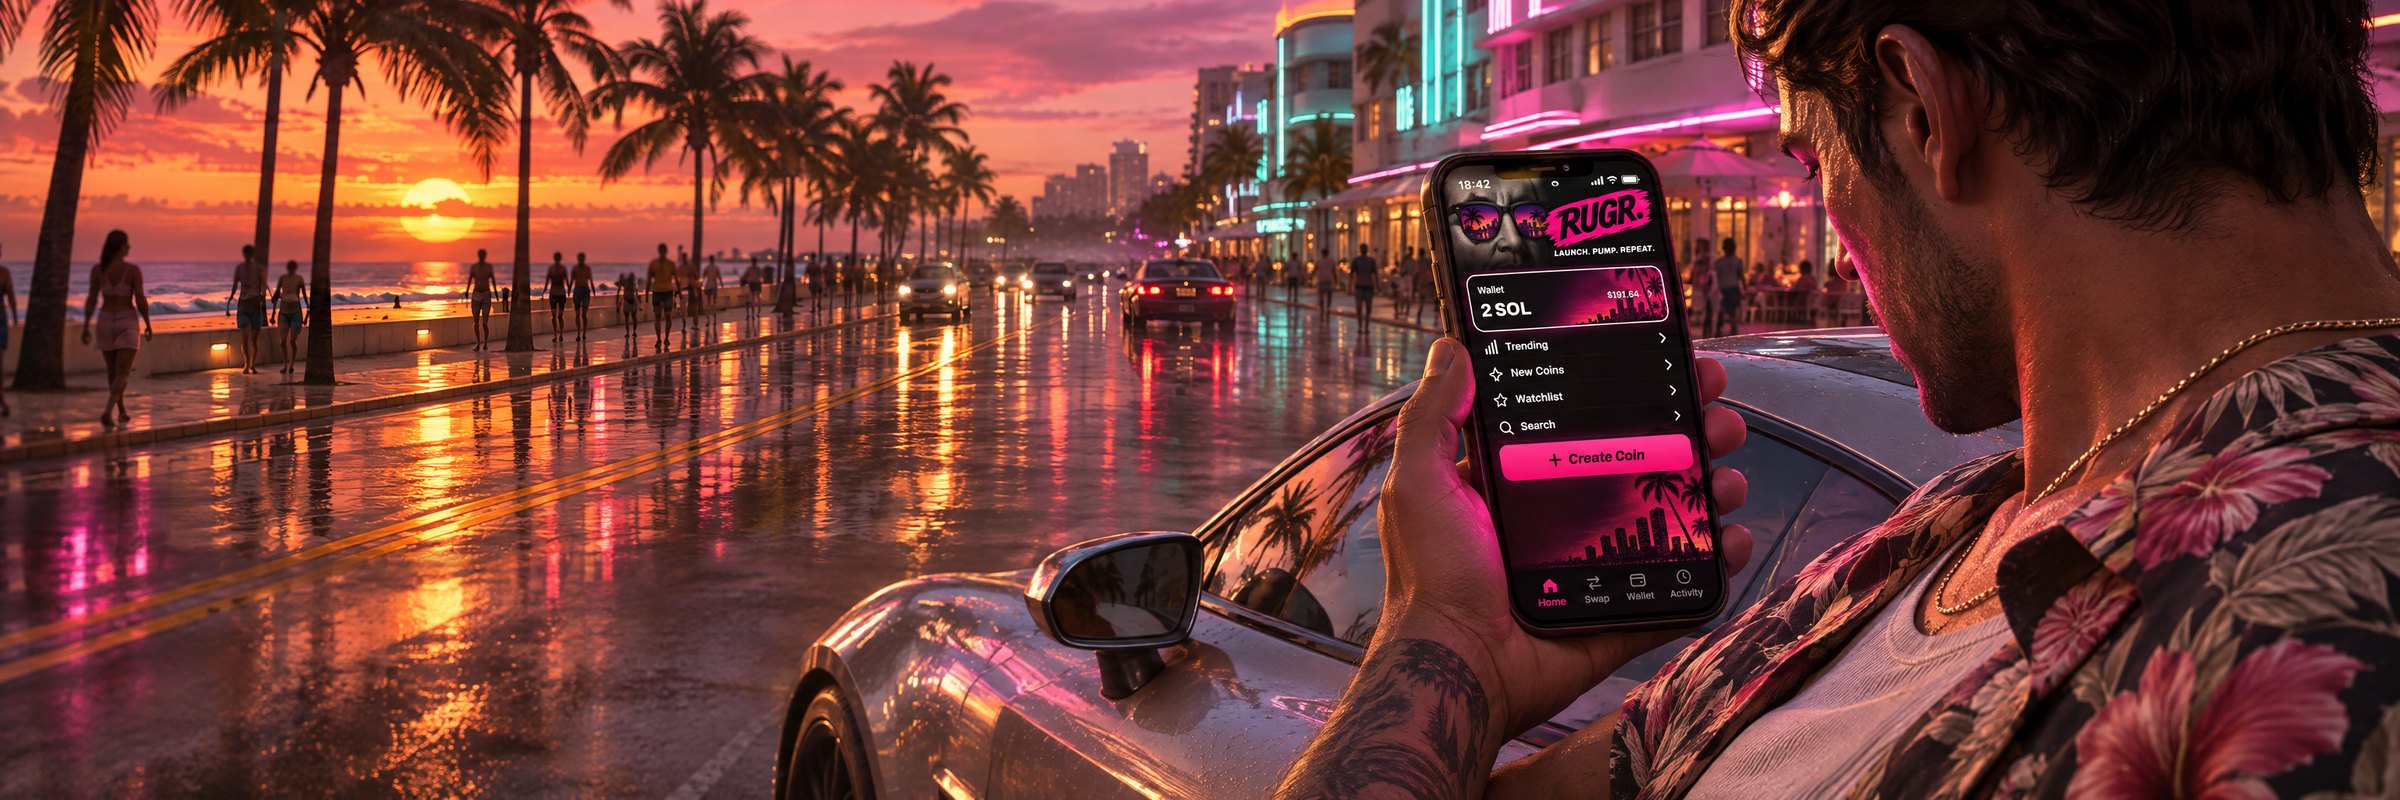 18:42
RUGR.
LAUNCH. PUMP. REPEAT.
Wallet
2 SOL
$191.64
Trending
New Coins
Watchlist
Search
+ Create Coin
Home
Swap
Wallet
Activity